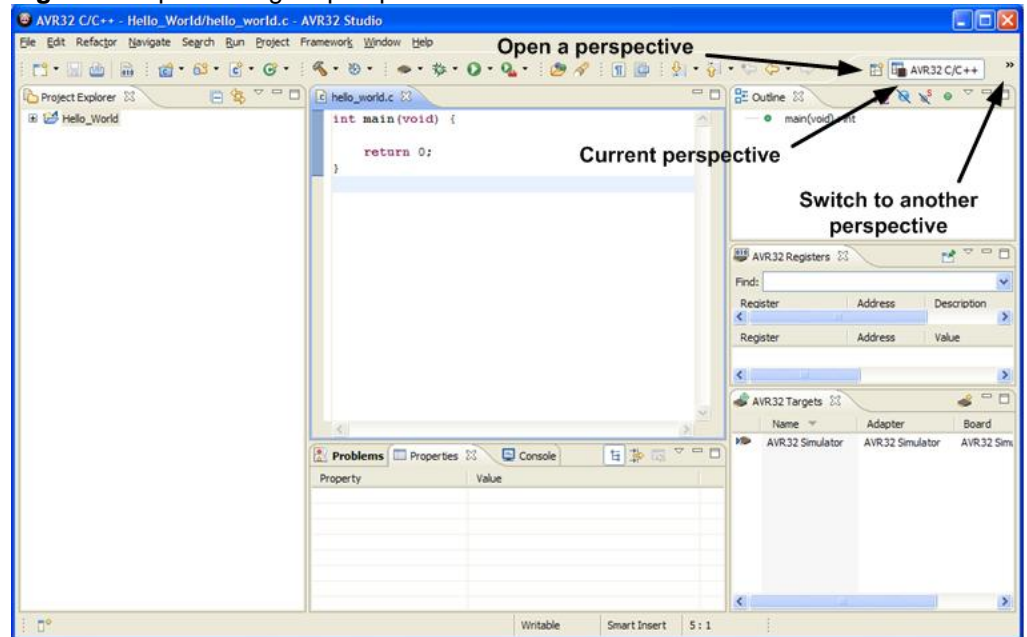 AVR32 C/C++ - Hello_World/hello_world.c - AVR32 Studio
File Edit Refactor Navigate Search Run Project Framework Window Help
Open a perspective
AVR32 C/C++
»
Project Explorer
Hello_World
hello_world.c
int main(void) {
return 0;
}
Outline
main(void)
Current perspective
Switch to another
perspective
AVR32 Registers
Find:
Register Address Description
Register Address Value
AVR32 Targets
Name Adapter Board
AVR32 Simulator AVR32 Simulator AVR32 Simu
Problems Properties Console
Property Value
Writable Smart Insert 5 : 1